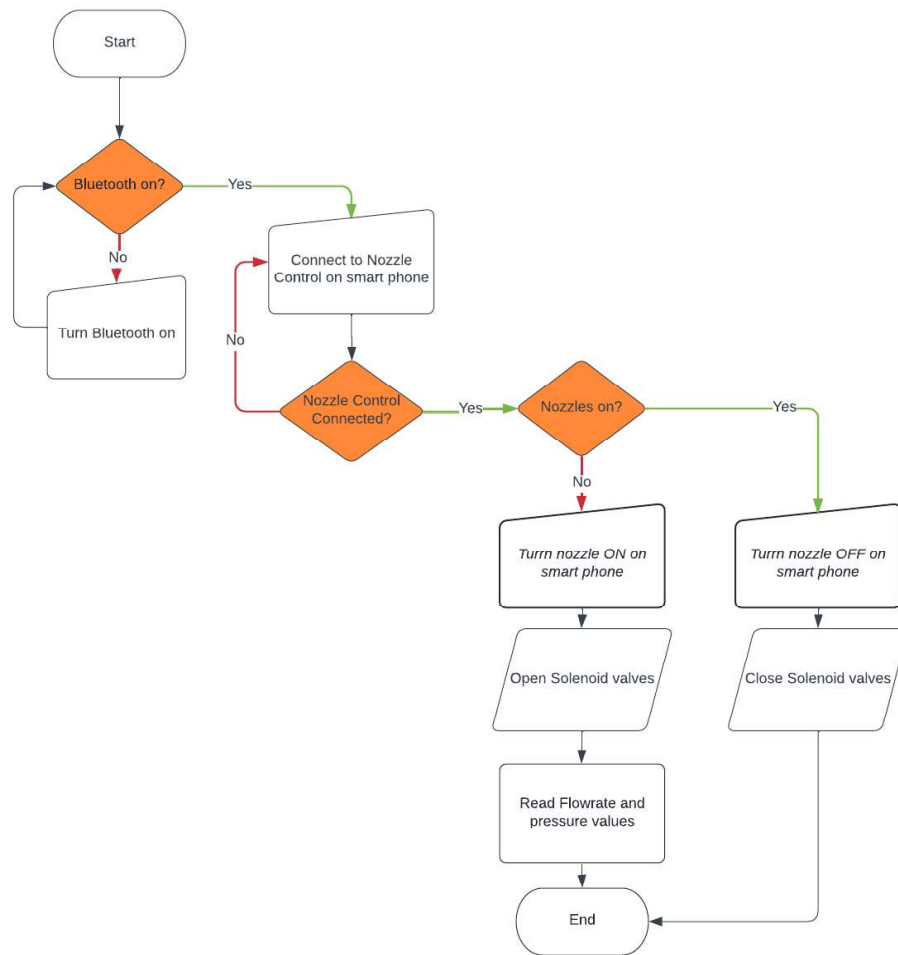 Start
Bluetooth on?
Yes
No
Turn Bluetooth on
Connect to Nozzle
Control on smart phone
No
Nozzle Control
Connected?
Yes
Nozzles on?
Yes
No
Turrn nozzle ON on
smart phone
Turrn nozzle OFF on
smart phone
Open Solenoid valves
Close Solenoid valves
Read Flowrate and
pressure values
End